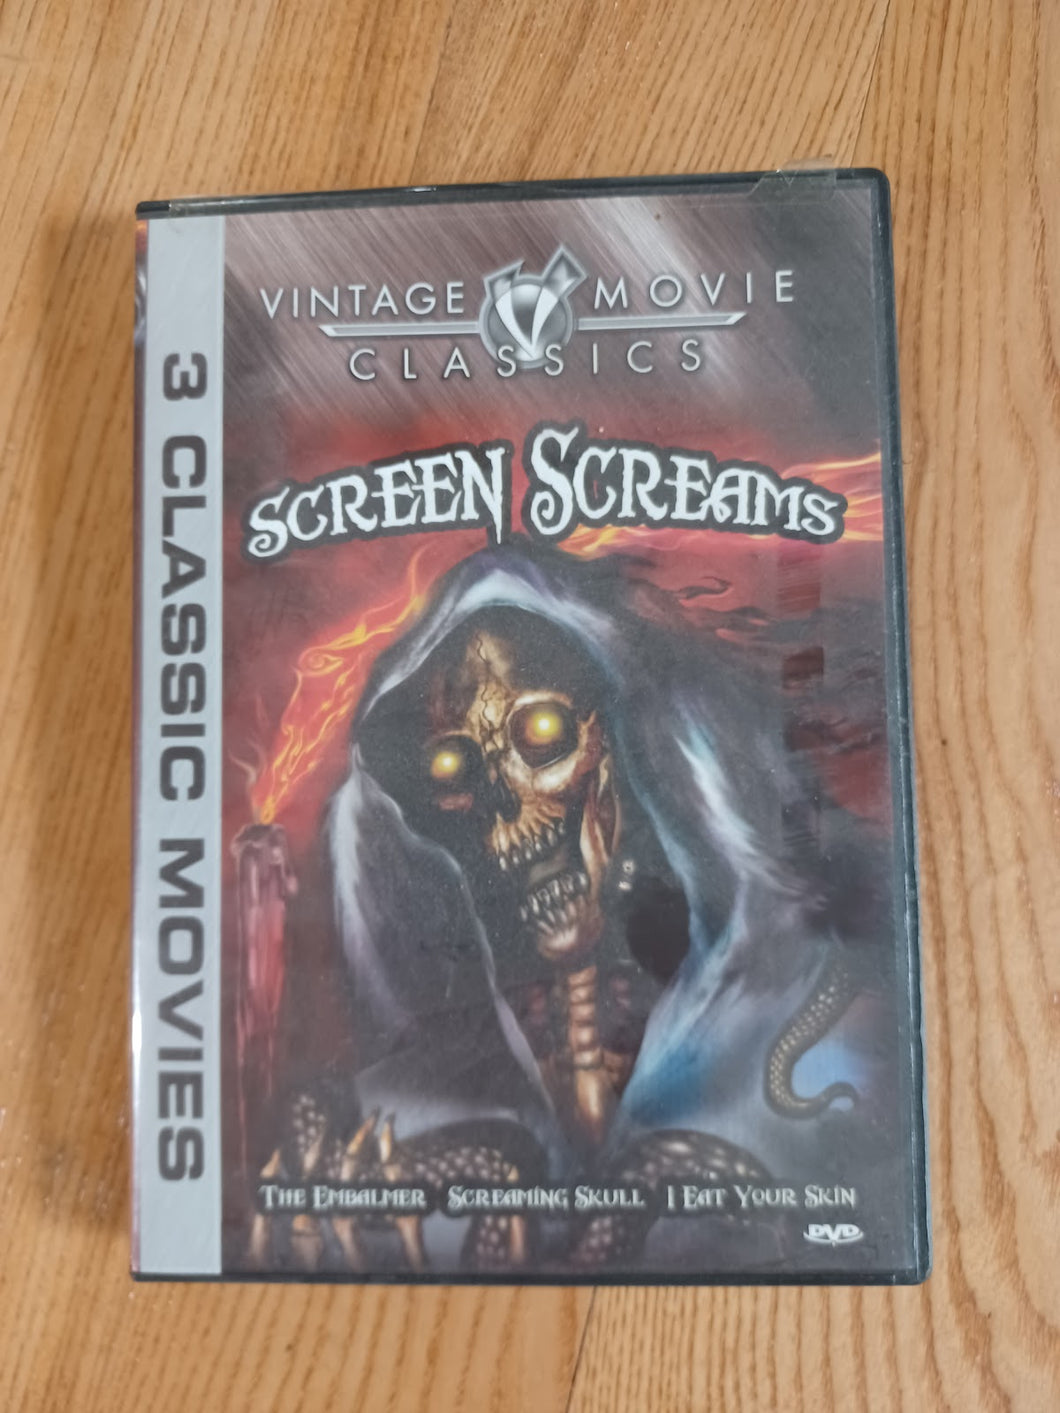 VINTAGE MOVIE
CLASSICS
SCREEN SCREAMS
3 CLASSIC MOVIES
THE EMBALMER SCREAMING SKULL I EAT YOUR SKIN
DVD